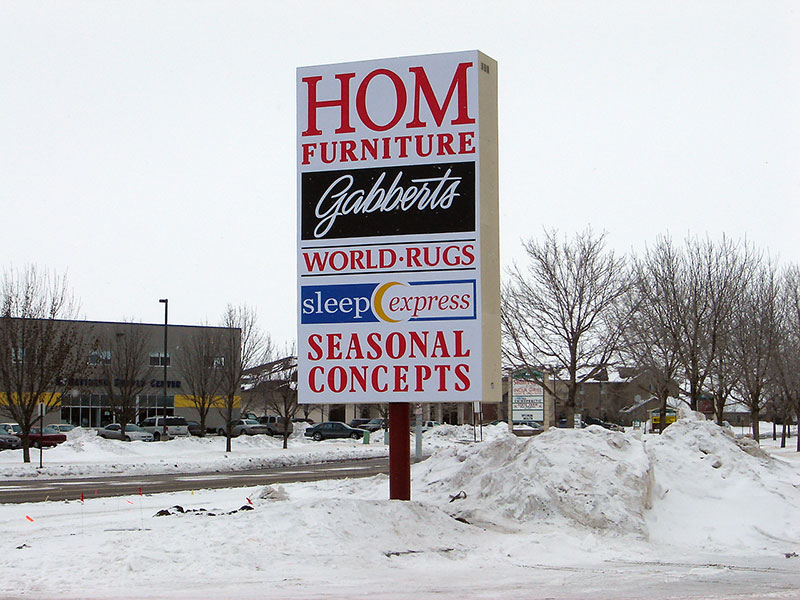 HOM
FURNITURE
Gabberts
WORLD·RUGS
sleep express
SEASONAL
CONCEPTS